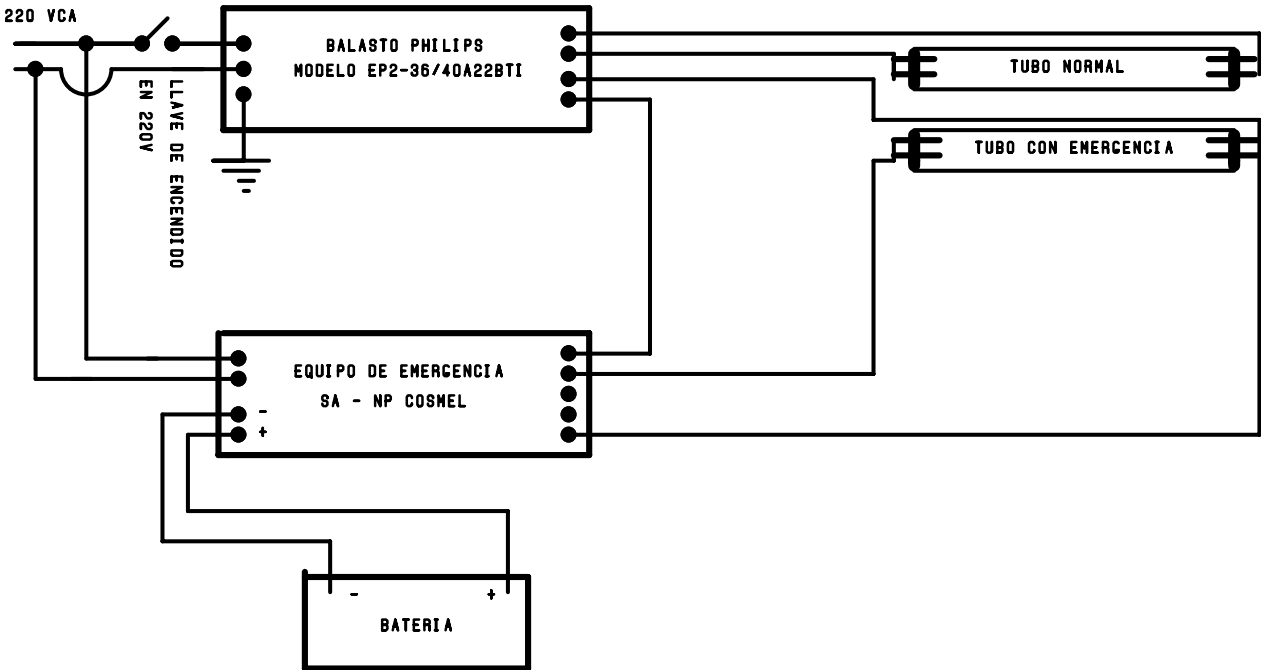 220 VCA
BALASTO PHILIPS
MODELO EP2-36/40A22BTI
TUBO NORMAL
LLAVE DE ENCENDIDO
EN 220V
TUBO CON EMERGENCIA
EQUIPO DE EMERGENCIA
SA - NP COSMEL
-
+
- +
BATERIA